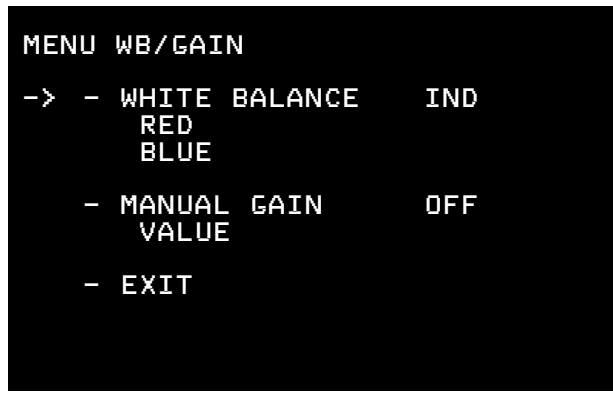 MENU WB/GAIN
-> - WHITE BALANCE IND
RED
BLUE
- MANUAL GAIN OFF
VALUE
- EXIT